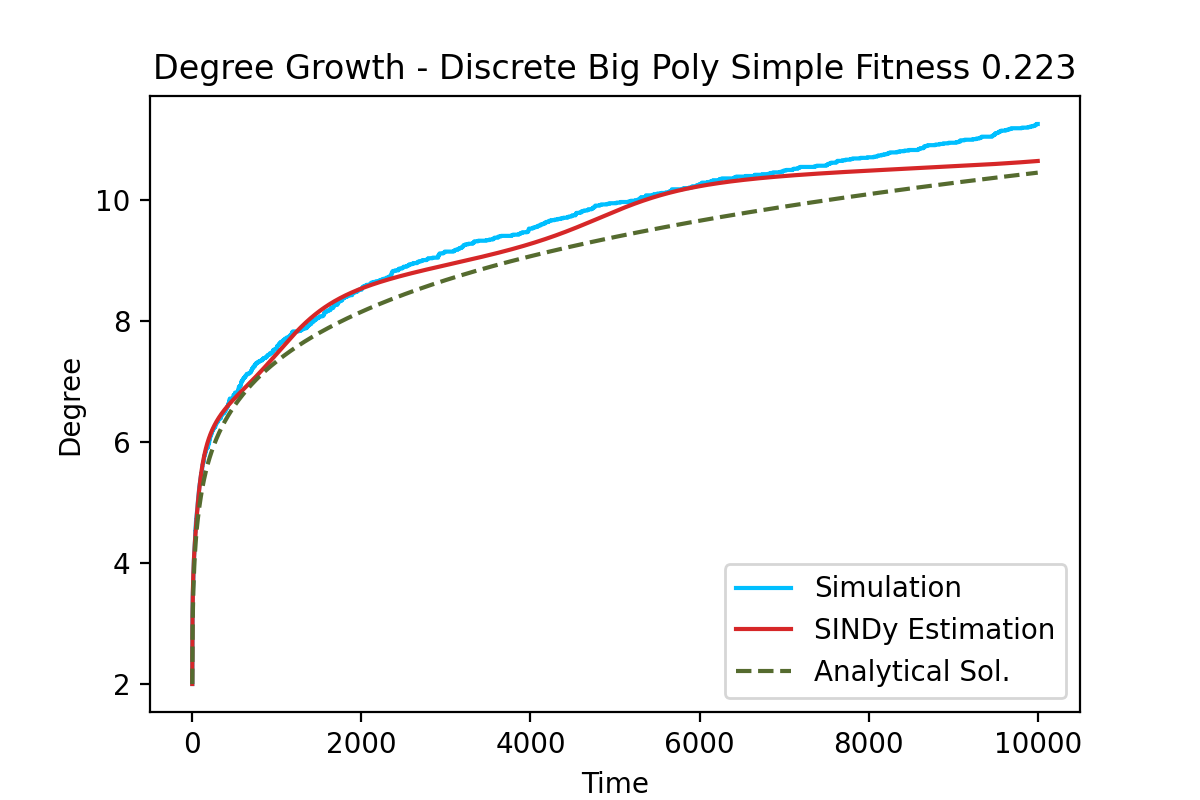 Degree Growth - Discrete Big Poly Simple Fitness 0.223
10
8
6
4
2
Degree
Simulation
SINDy Estimation
Analytical Sol.
0 2000 4000 6000 8000 10000
Time